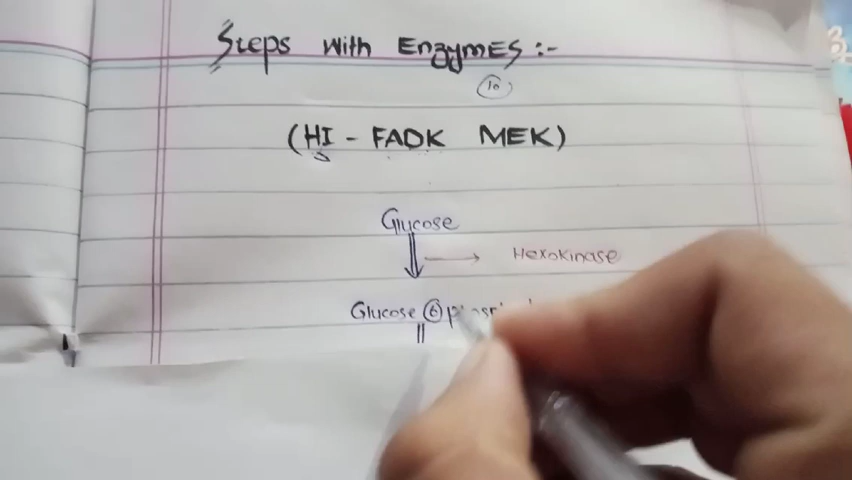 Steps with Enzymes :-
10
(HI - FADK MEK)
Glucose
Hexokinase
Glucose 6